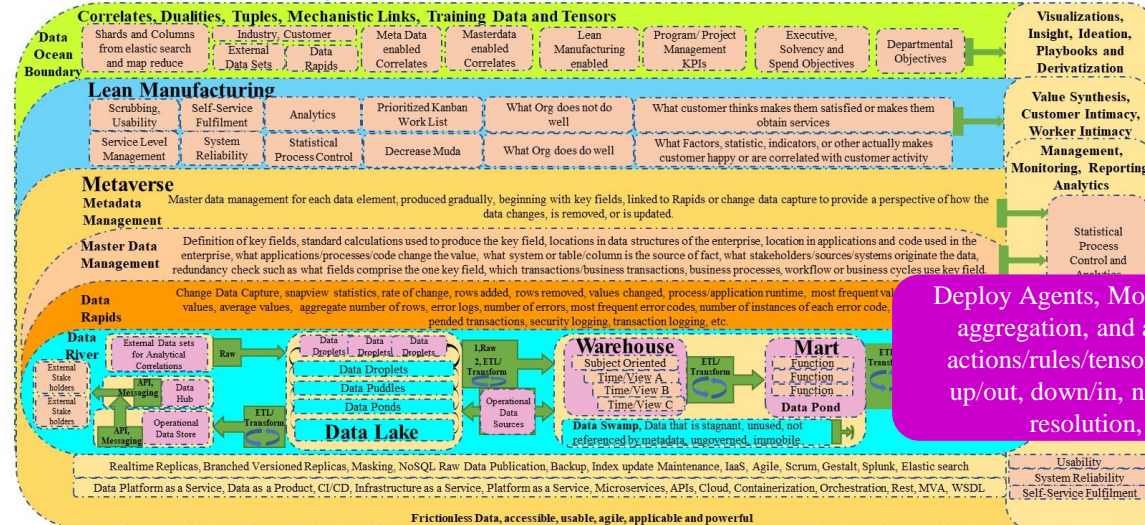 Correlates, Dualities, Tuples, Mechanistic Links, Training Data and Tensors
Data
Ocean
Boundary
Shards and Columns
from elastic search
and map reduce
Industry, Customer
External
Data Sets
Data
Rapids
Meta Data
enabled
Correlates
Masterdata
enabled
Correlates
Lean
Manufacturing
enabled
Program/ Project
Management
KPIs
Executive,
Solvency and
Spend Objectives
Departmental
Objectives
Visualizations,
Insight, Ideation,
Playbooks and
Derivatization
Lean Manufacturing
Scrubbing,
Usability
Self-Service
Fulfilment
Analytics
Prioritized Kanban
Work List
What Org does not do
well
What customer thinks makes them satisfied or makes them
obtain services
Service Level
Management
System
Reliability
Statistical
Process Control
Decrease Muda
What Org does do well
What Factors, statistic, indicators, or other actually makes
customer happy or are correlated with customer activity
Value Synthesis,
Customer Intimacy,
Worker Intimacy
Management,
Monitoring, Reporting
Analytics
Metaverse
Metadata
Management
Master data management for each data element, produced gradually, beginning with key fields, linked to Rapids or change data capture to provide a perspective of how the
data changes, is removed, or is updated.
Master Data
Management
Definition of key fields, standard calculations used to produce the key field, locations in data structures of the enterprise, location in applications and code used in the
enterprise, what applications/processes/code change the value, what system or table/column is the source of fact, what stakeholders/sources/systems originate the data,
redundancy check such as what fields comprise the one key field, which transactions/business transactions, business processes, workflow or business cycles use key field.
Statistical
Process
Control and
Data
Rapids
Change Data Capture, snapview statistics, rate of change, rows added, rows removed, values changed, process/application runtime, most frequent
values, average values, aggregate number of rows, error logs, number of errors, most frequent error codes, number of instances of each error code,
pended transactions, security logging, transaction logging, etc.
Deploy Agents,
aggregation, and
up/out, down/in,
resolution,
Data
River
External Data sets
for Analytical
Correlations
Raw
External
Stake
holders
External
Stake
holders
API,
Messaging
Data
Hub
API,
Messaging
Operational
Data Store
ETL/
Transform
Data
Droplets
Data
Droplets
Data
Droplets
Data Droplets
Data Puddles
Data Ponds
Data Lake
1,Raw
2, ETL/
Transform
Operational
Data
Sources
Warehouse
Subject Oriented
Time/View A
Time/View B
Time/View C
ETL/
Transform
Mart
Function
Function
Function
Data Pond
Data Swamp, Data that is stagnant, unused, not
referenced by metadata, ungoverned, immobile
Realtime Replicas, Branched Versioned Replicas, Masking, NoSQL Raw Data Publication, Backup, Index update Maintenance, IaaS, Agile, Scrum, Gestalt, Splunk, Elastic search
Data Platform as a Service, Data as a Product, CI/CD, Infrastructure as a Service, Platform as a Service, Microservices, APIs, Cloud, Containerization, Orchestration, Rest, MVA, WSDL
Frictionless Data, accessible, usable, agile, applicable and powerful
Usability
System Reliability
Self-Service Fulfilment